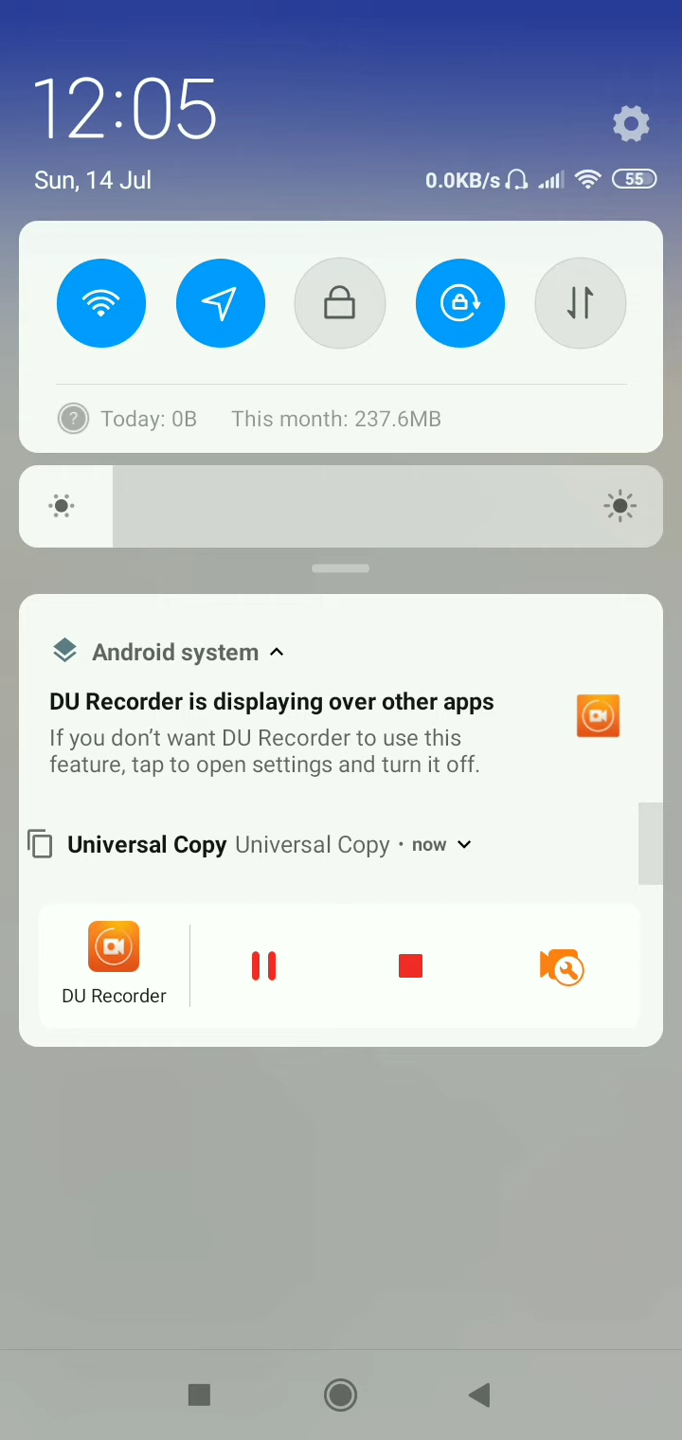 12:05
Sun, 14 Jul
0.0KB/s 55
? Today: 0B This month: 237.6MB
Android system
DU Recorder is displaying over other apps
If you don’t want DU Recorder to use this
feature, tap to open settings and turn it off.
Universal Copy Universal Copy · now
DU Recorder